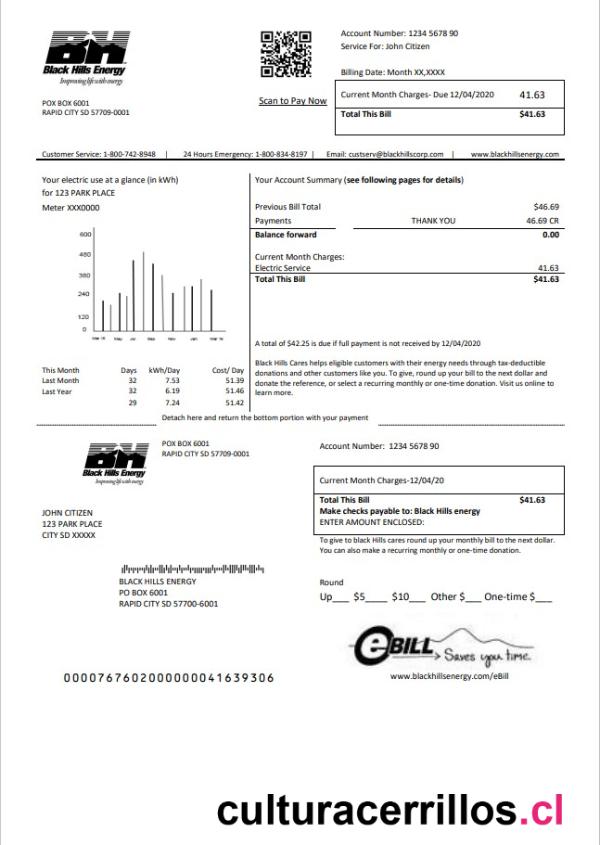 Account Number: 1234 5678 90
Service For: John Citizen
Billing Date: Month XX,XXXX
BH
Black Hills Energy
Improving life with energy
POX BOX 6001
RAPID CITY SD 57709-0001
Scan to Pay Now
Current Month Charges- Due 12/04/2020 41.63
Total This Bill $41.63
Customer Service: 1-800-742-8948 | 24 Hours Emergency: 1-800-834-8197 | Email: custserv@blackhillscorp.com | www.blackhillsenergy.com
Your electric use at a glance (in kWh)
for 123 PARK PLACE
Meter XXX0000
600
480
380
240
120
0
Your Account Summary (see following pages for details)
Previous Bill Total $46.69
Payments THANK YOU 46.69 CR
Balance forward 0.00
Current Month Charges:
Electric Service 41.63
Total This Bill $41.63
A total of $42.25 is due if full payment is not received by 12/04/2020
Black Hills Cares helps eligible customers with their energy needs through tax-deductible
donations and other customers like you. To give, round up your bill to the next dollar and
donate the reference, or select a recurring monthly or one-time donation. Visit us online to
learn more.
This Month Days kWh/Day Cost/ Day
Last Month 32 7.53 51.39
Last Year 32 6.19 51.46
29 7.24 51.42
Detach here and return the bottom portion with your payment
BH
Black Hills Energy
Improving life with energy
POX BOX 6001
RAPID CITY SD 57709-0001
Account Number: 1234 5678 90
Current Month Charges-12/04/20
Total This Bill $41.63
Make checks payable to: Black Hills energy
ENTER AMOUNT ENCLOSED:
To give to black Hills cares round up your monthly bill to the next dollar.
You can also make a recurring monthly or one-time donation.
JOHN CITIZEN
123 PARK PLACE
CITY SD XXXXX
BLACK HILLS ENERGY
PO BOX 6001
RAPID CITY SD 57700-6001
Round
Up___ $5____ $10___ Other $___ One-time $___
eBILL Saves you time.
www.blackhillsenergy.com/eBill
00007676020000000041639306
culturacerrillos.cl